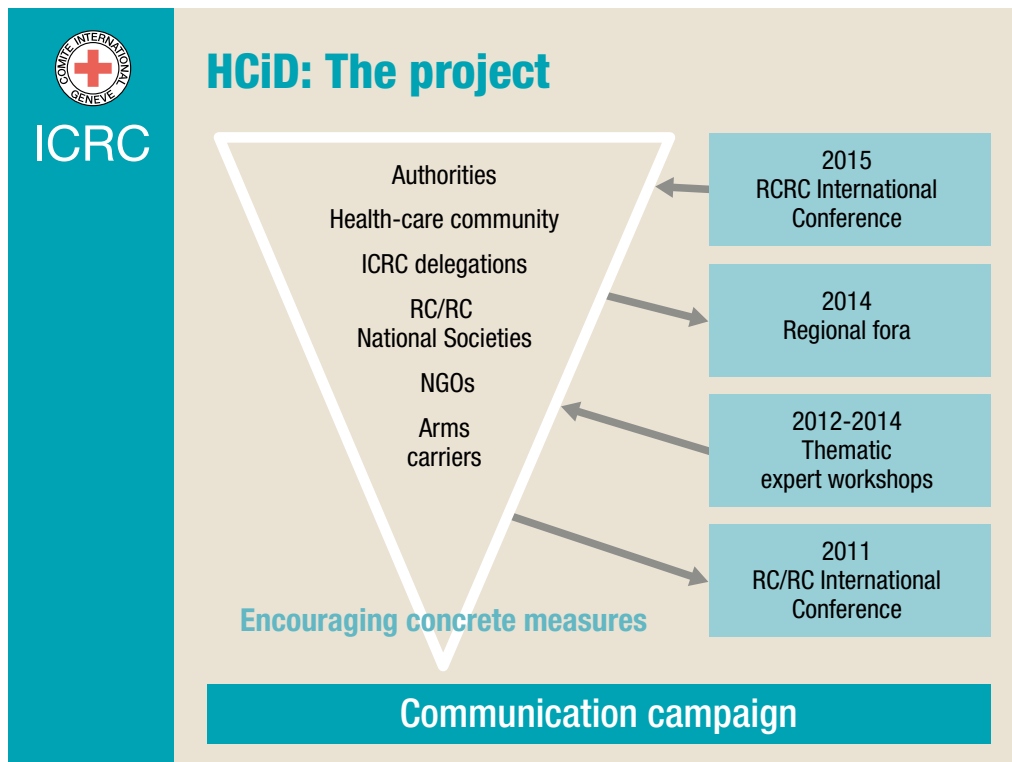 COMITE INTERNATIONAL
GENEVE
ICRC
HCiD: The project
Authorities
Health-care community
ICRC delegations
RC/RC
National Societies
NGOs
Arms
carriers
Encouraging concrete measures
2015
RCRC International
Conference
2014
Regional fora
2012-2014
Thematic
expert workshops
2011
RC/RC International
Conference
Communication campaign